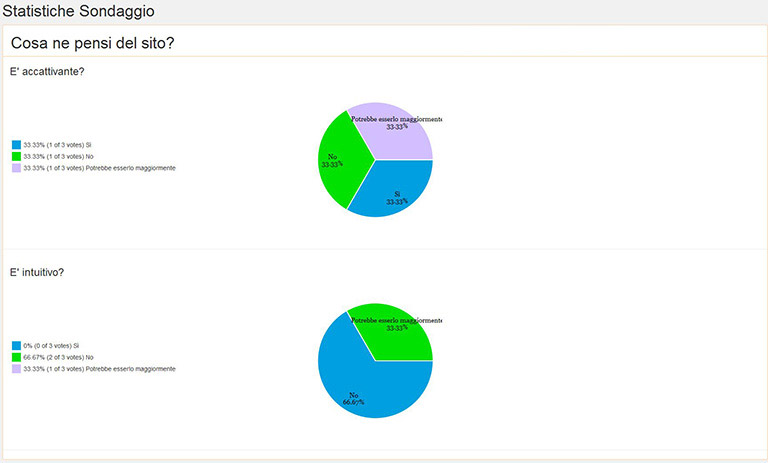 Statistiche Sondaggio
Cosa ne pensi del sito?
E' accattivante?
33.33% (1 of 3 votes) Sì
33.33% (1 of 3 votes) No
33.33% (1 of 3 votes) Potrebbe esserlo maggiormente
Potrebbe esserlo maggiormente
33.33%
No
33.33%
Sì
33.33%
E' intuitivo?
0% (0 of 3 votes) Sì
66.67% (2 of 3 votes) No
33.33% (1 of 3 votes) Potrebbe esserlo maggiormente
Potrebbe esserlo maggiormente
33.33%
No
66.67%